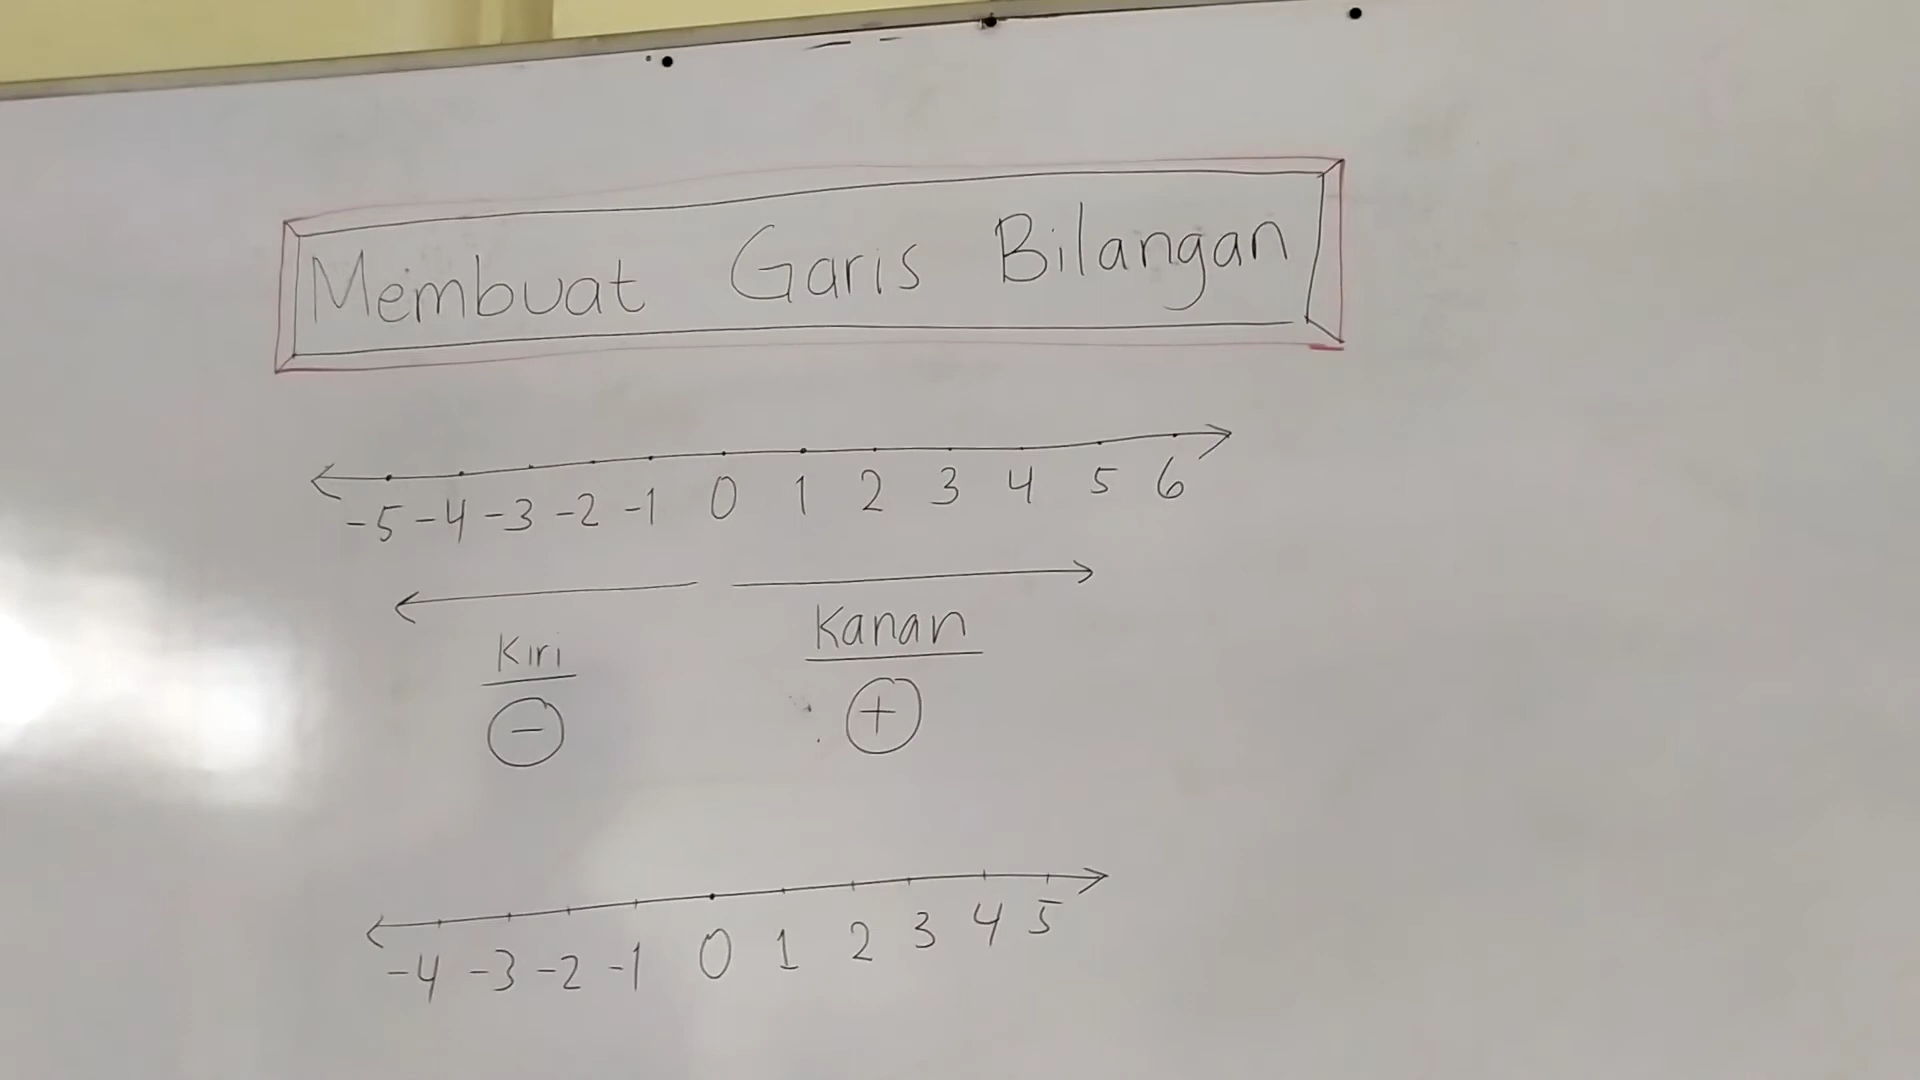 Membuat Garis Bilangan
-5 -4 -3 -2 -1 0 1 2 3 4 5 6
Kiri Kanan
- +
-4 -3 -2 -1 0 1 2 3 4 5